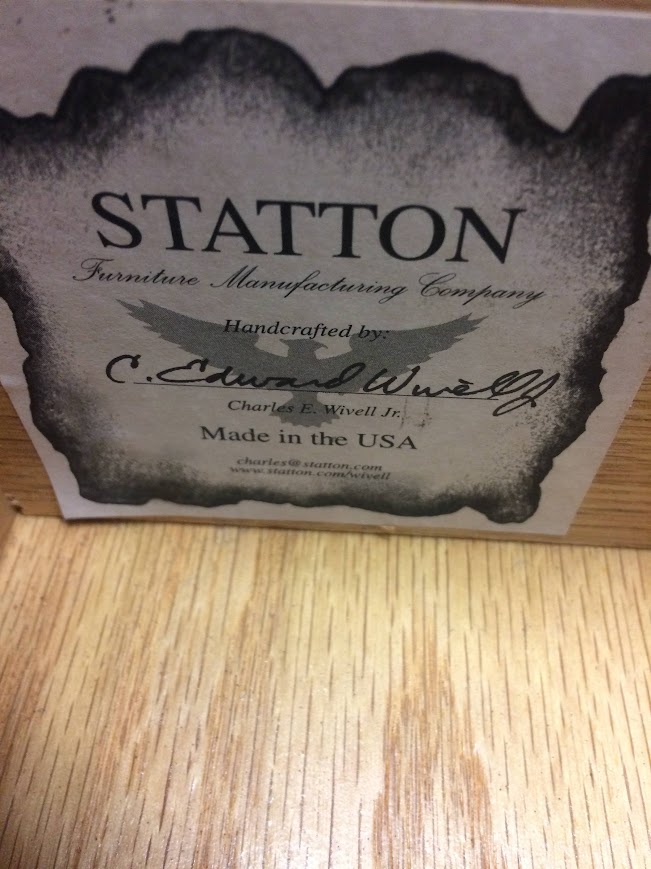 STATTON
Furniture Manufacturing Company
Handcrafted by:
C. Edward Wivell Jr
Charles E. Wivell Jr.
Made in the USA
charles@statton.com
www.statton.com/wivell